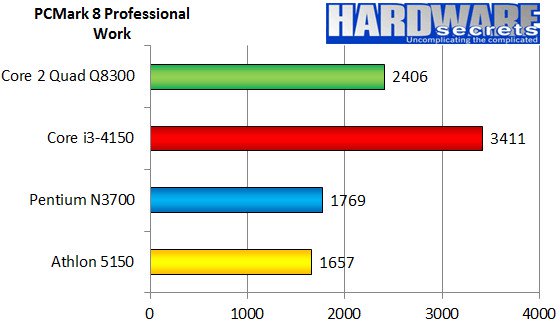 PCMark 8 Professional
Work
HARDWARE
secrets
Uncomplicating the complicated
Core 2 Quad Q8300
2406
Core i3-4150
3411
Pentium N3700
1769
Athlon 5150
1657
0 1000 2000 3000 4000